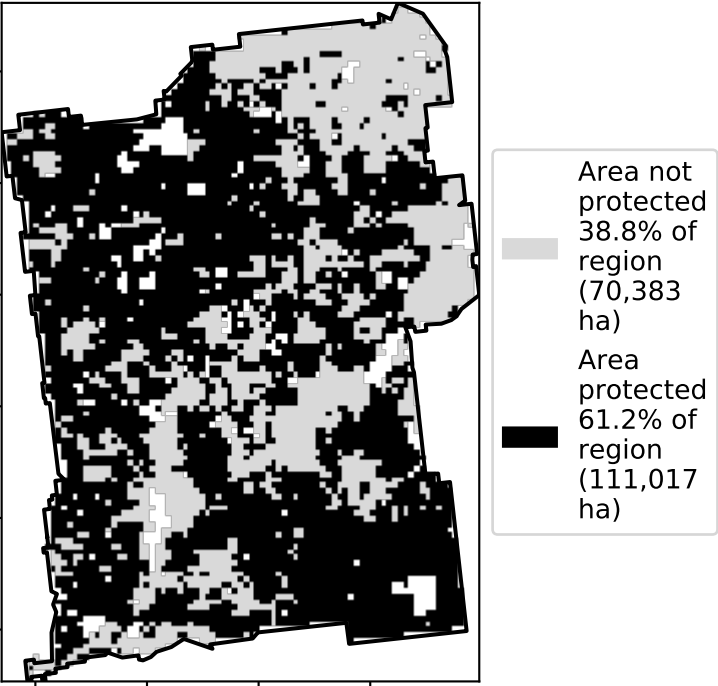 Area not
protected
38.8% of
region
(70,383
ha)
Area
protected
61.2% of
region
(111,017
ha)